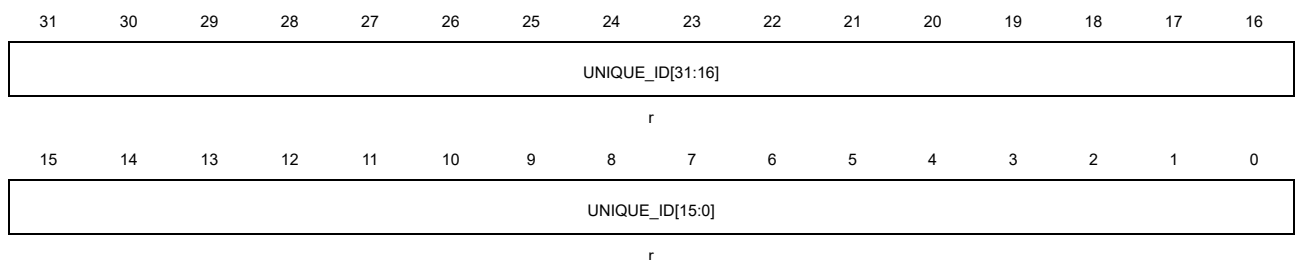 31 30 29 28 27 26 25 24 23 22 21 20 19 18 17 16
UNIQUE_ID[31:16]
r
15 14 13 12 11 10 9 8 7 6 5 4 3 2 1 0
UNIQUE_ID[15:0]
r